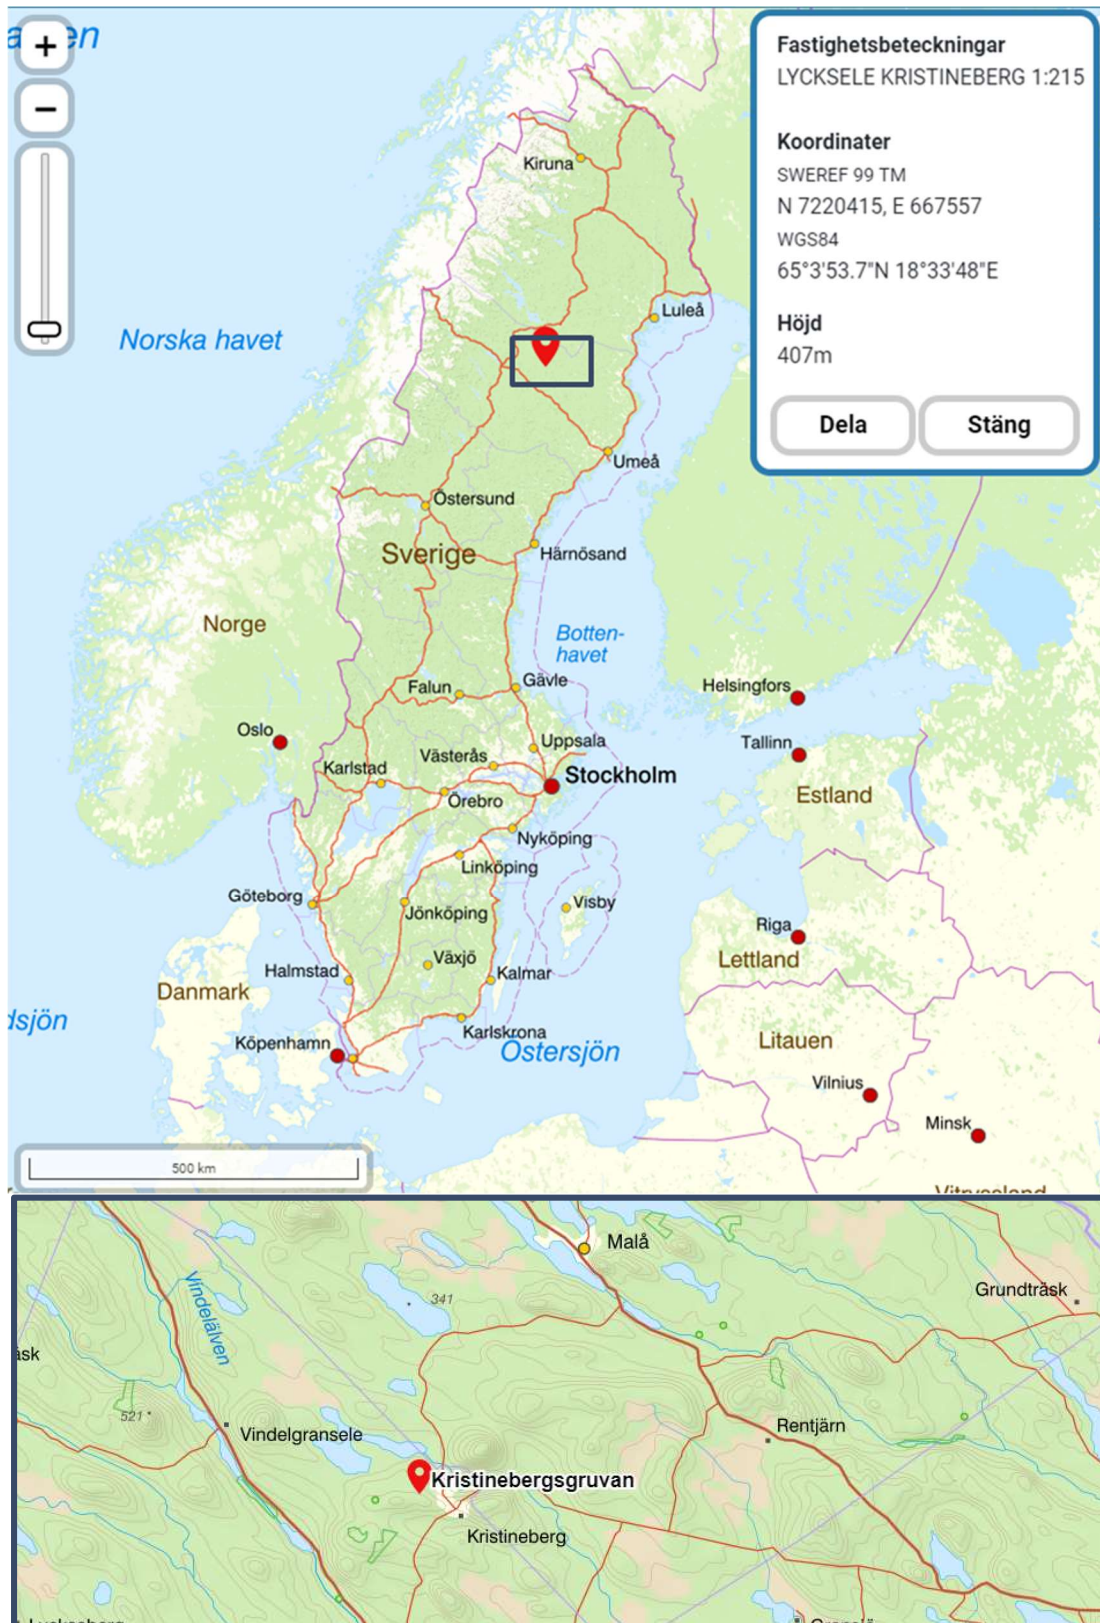 +
−
Fastighetsbeteckningar
LYCKSELE KRISTINEBERG 1:215
Koordinater
SWEREF 99 TM
N 7220415, E 667557
WGS84
65°3'53.7"N 18°33'48"E
Höjd
407m
Dela
Stäng
Kiruna
Luleå
Norska havet
Umeå
Östersund
Härnösand
Sverige
Norge
Botten-
havet
Helsingfors
Falun
Gävle
Oslo
Uppsala
Tallinn
Västerås
Karlstad
Stockholm
Örebro
Estland
Nyköping
Linköping
Göteborg
Visby
Jönköping
Riga
Växjö
Lettland
Halmstad
Kalmar
Danmark
dsjön
Karlskrona
Köpenhamn
Östersjön
Litauen
Vilnius
Minsk
500 km
Malå
Vindelälven
341
Grundträsk
äsk
521
Vindelgransele
Rentjärn
Kristinebergsgruvan
Kristineberg